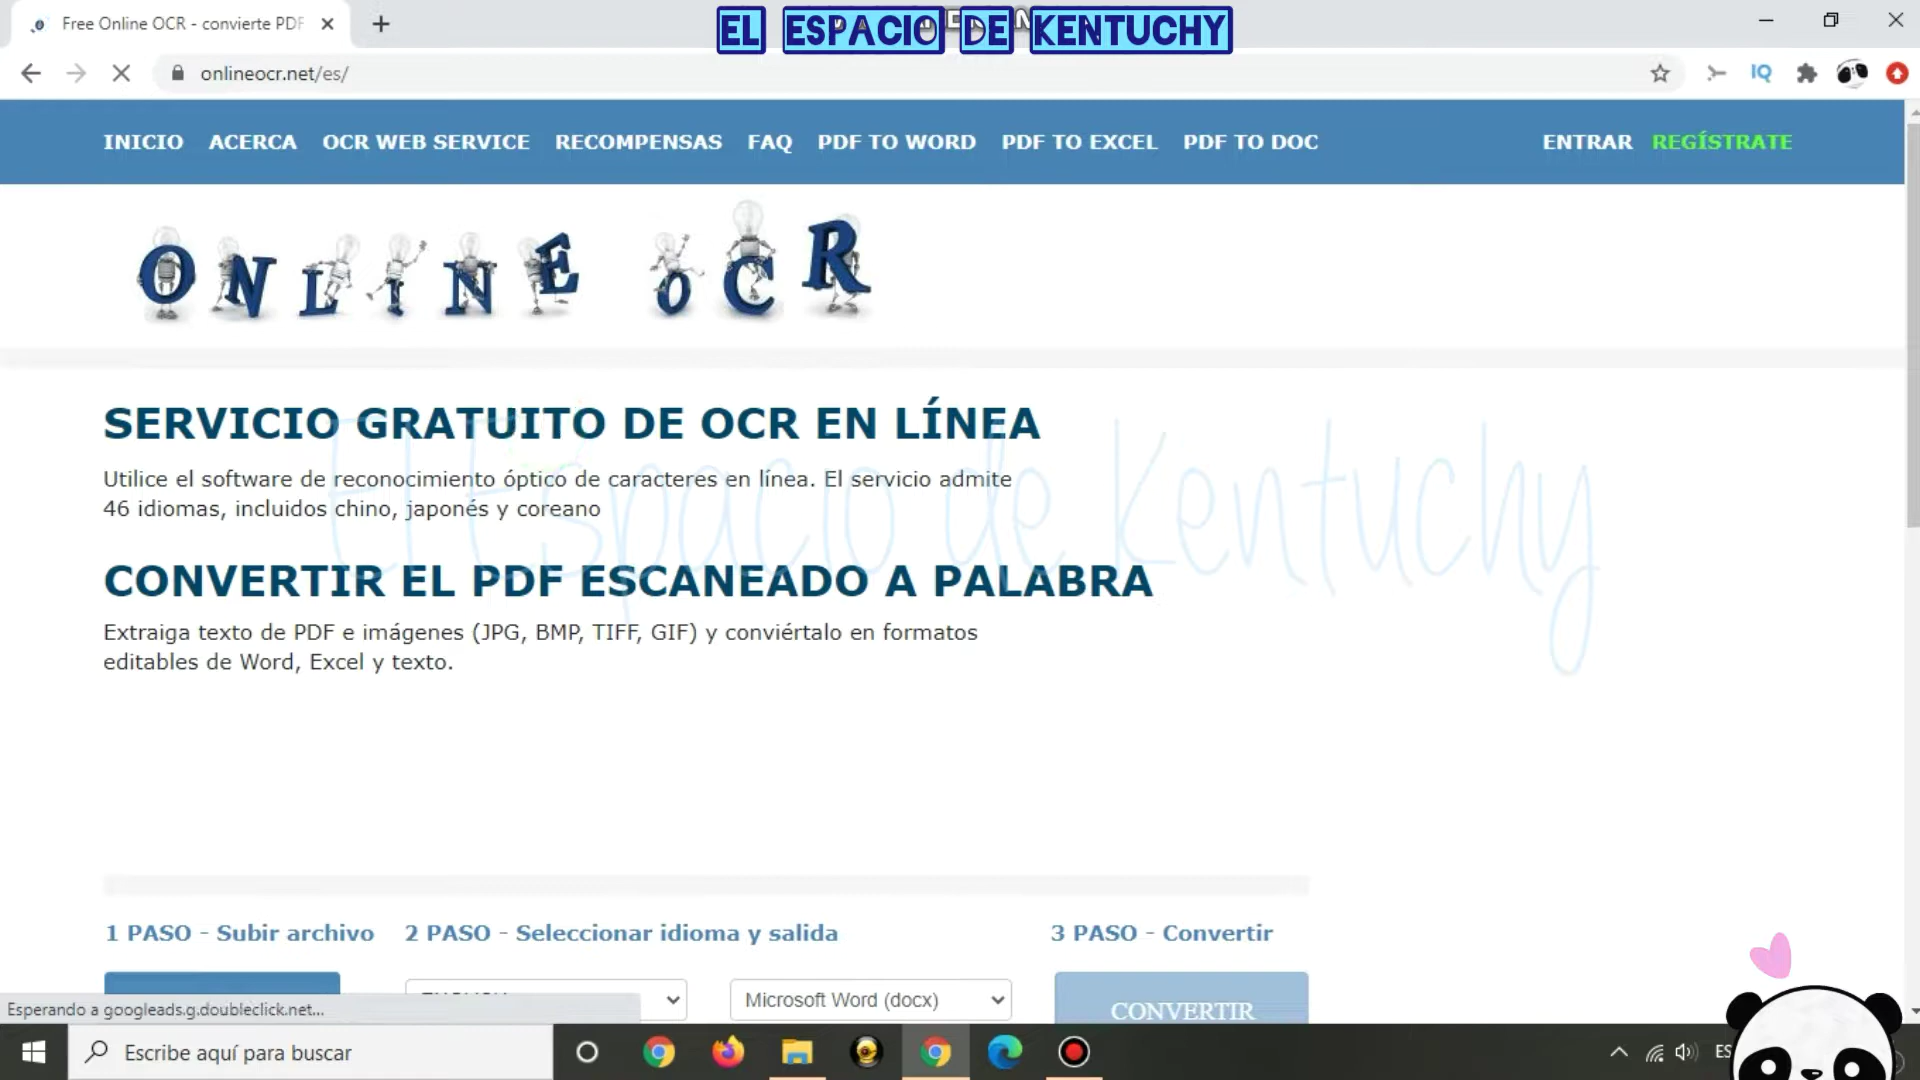 Free Online OCR - convierte PDF
EL ESPACIO DE KENTUCHY
onlineocr.net/es/
IQ
INICIO ACERCA OCR WEB SERVICE RECOMPENSAS FAQ PDF TO WORD PDF TO EXCEL PDF TO DOC ENTRAR REGÍSTRATE
ONLINE OCR
SERVICIO GRATUITO DE OCR EN LÍNEA
Utilice el software de reconocimiento óptico de caracteres en línea. El servicio admite
46 idiomas, incluidos chino, japonés y coreano
El Espacio de Kentuchy
CONVERTIR EL PDF ESCANEADO A PALABRA
Extraiga texto de PDF e imágenes (JPG, BMP, TIFF, GIF) y conviértalo en formatos
editables de Word, Excel y texto.
1 PASO - Subir archivo 2 PASO - Seleccionar idioma y salida 3 PASO - Convertir
Microsoft Word (docx) CONVERTIR
Esperando a googleads.g.doubleclick.net...
Escribe aquí para buscar
ES